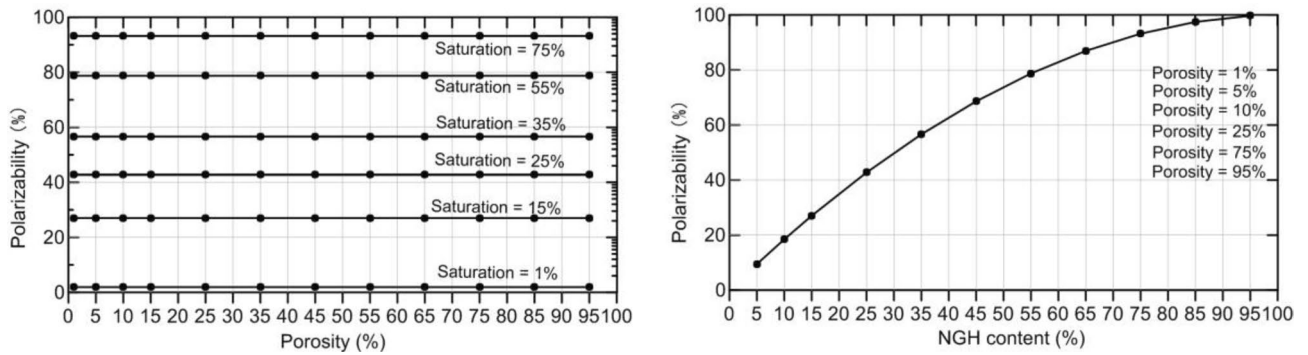 100
80
60
40
20
0
Polarizability (%)
Saturation = 75%
Saturation = 55%
Saturation = 35%
Saturation = 25%
Saturation = 15%
Saturation = 1%
0 5 10 15 20 25 30 35 40 45 50 55 60 65 70 75 80 85 90 95 100
Porosity (%)
100
80
60
40
20
0
Polarizability (%)
Porosity = 1%
Porosity = 5%
Porosity = 10%
Porosity = 25%
Porosity = 75%
Porosity = 95%
0 5 10 15 20 25 30 35 40 45 50 55 60 65 70 75 80 85 90 95 100
NGH content (%)